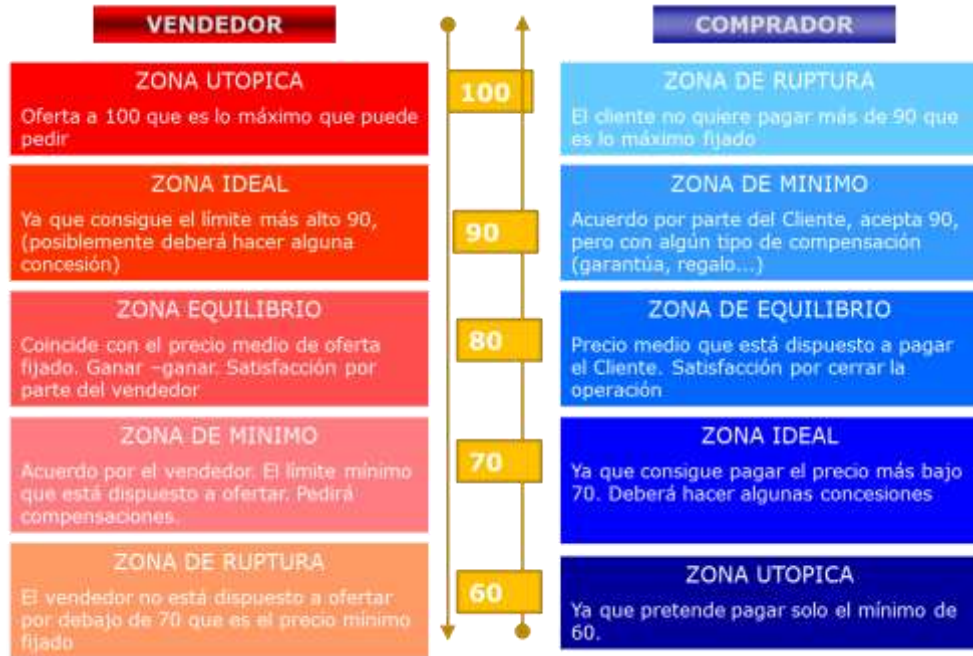 VENDEDOR
COMPRADOR
ZONA UTOPICA
Oferta a 100 que es lo máximo que puede
pedir
100
ZONA DE RUPTURA
El cliente no quiere pagar más de 90 que
es lo máximo fijado
ZONA IDEAL
Ya que consigue el límite más alto 90,
(posiblemente deberá hacer alguna
concesión)
90
ZONA DE MINIMO
Acuerdo por parte del Cliente, acepta 90,
pero con algún tipo de compensación
(garantúa, regalo...)
ZONA EQUILIBRIO
Coincide con el precio medio de oferta
fijado. Ganar –ganar. Satisfacción por
parte del vendedor
80
ZONA DE EQUILIBRIO
Precio medio que está dispuesto a pagar
el Cliente. Satisfacción por cerrar la
operación
ZONA DE MINIMO
Acuerdo por el vendedor. El límite mínimo
que está dispuesto a ofertar. Pedirá
compensaciones.
70
ZONA IDEAL
Ya que consigue pagar el precio más bajo
70. Deberá hacer algunas concesiones
ZONA DE RUPTURA
El vendedor no está dispuesto a ofertar
por debajo de 70 que es el precio mínimo
fijado
60
ZONA UTOPICA
Ya que pretende pagar solo el mínimo de
60.